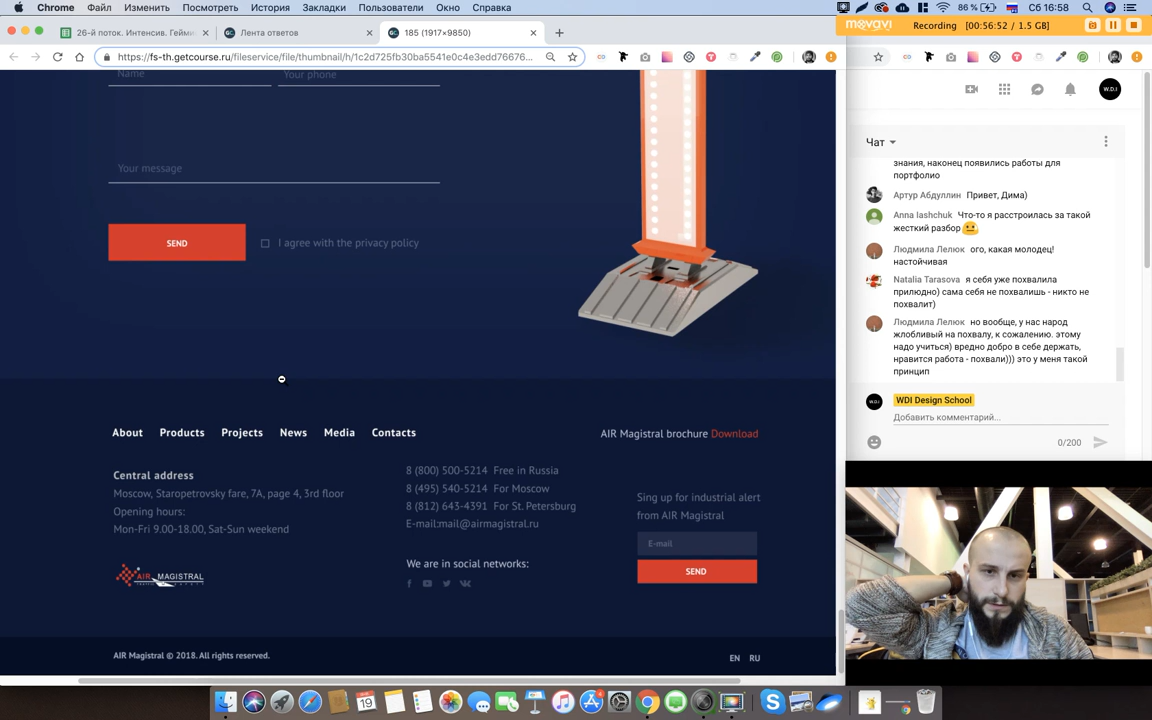 Chrome Файл Изменить Посмотреть История Закладки Пользователи Окно Справка
86 % Сб 16:58
26-й поток. Интенсив. Гейми
Лента ответов
185 (1917×9850)
movavi Recording [00:56:52 / 1.5 GB]
https://fs-th.getcourse.ru/fileservice/file/thumbnail/h/1c2d725fb30ba5541e0c4e3edd76676...
Name Your phone
Your message
SEND I agree with the privacy policy
About Products Projects News Media Contacts
AIR Magistral brochure Download
Central address
Moscow, Staropetrovsky fare, 7A, page 4, 3rd floor
Opening hours:
Mon-Fri 9.00-18.00, Sat-Sun weekend
AIR MAGISTRAL
8 (800) 500-5214 Free in Russia
8 (495) 540-5214 For Moscow
8 (812) 643-4391 For St. Petersburg
E-mail:mail@airmagistral.ru
We are in social networks:
Sing up for industrial alert
from AIR Magistral
E-mail
SEND
AIR Magistral © 2018. All rights reserved.
EN RU
W.D.I
Чат
знания, наконец появились работы для
портфолио
Артур Абдуллин Привет, Дима)
Anna Iashchuk Что-то я расстроилась за такой
жесткий разбор
Людмила Лелюк ого, какая молодец!
настойчивая
Natalia Tarasova я себя уже похвалила
прилюдно) сама себя не похвалишь - никто не
похвалит)
Людмила Лелюк но вообще, у нас народ
жлобливый на похвалу, к сожалению. этому
надо учиться) вредно добро в себе держать,
нравится работа - похвали))) это у меня такой
принцип
W.D.I WDI Design School
Добавить комментарий...
0/200